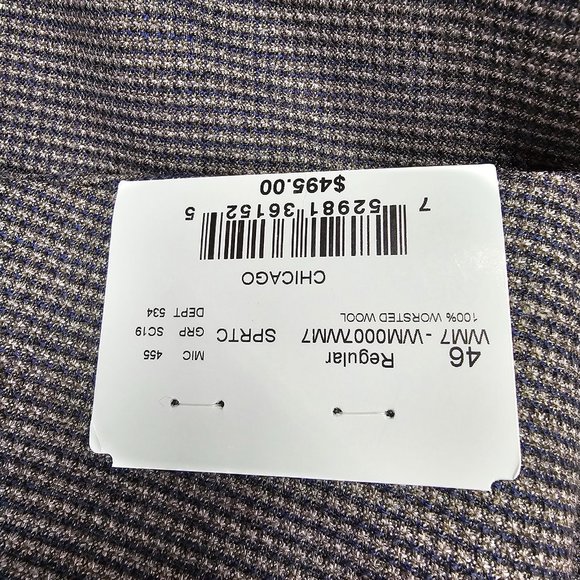 46 Regular MIC 455
WM7 - WM0007WM7 SPRTC GRP SC19
100% WORSTED WOOL DEPT 534
CHICAGO
7 52981 36152 5
$495.00